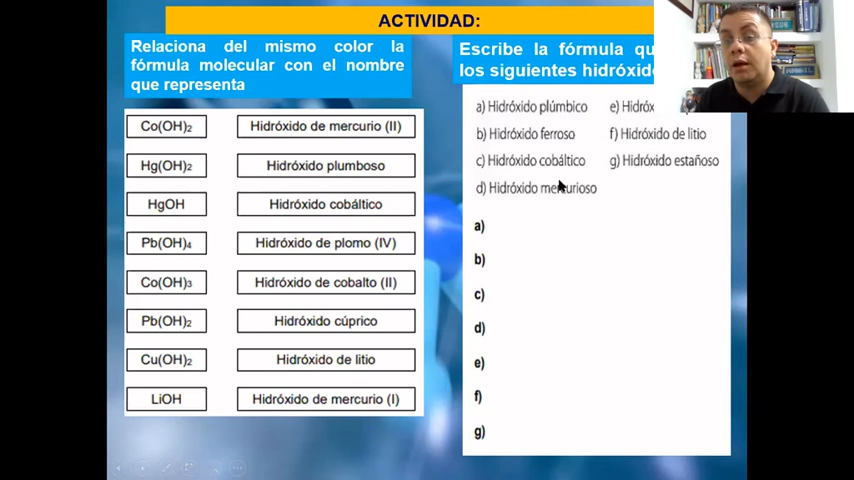 ACTIVIDAD:
Relaciona del mismo color la
fórmula molecular con el nombre
que representa
Co(OH)2 Hidróxido de mercurio (II)
Hg(OH)2 Hidróxido plumboso
HgOH Hidróxido cobáltico
Pb(OH)4 Hidróxido de plomo (IV)
Co(OH)3 Hidróxido de cobalto (II)
Pb(OH)2 Hidróxido cúprico
Cu(OH)2 Hidróxido de litio
LiOH Hidróxido de mercurio (I)
Escribe la fórmula
los siguientes
a) Hidróxido plúmbico e)
b) Hidróxido ferroso f) Hidróxido de litio
c) Hidróxido cobáltico g) Hidróxido estañoso
d) Hidróxido mercurioso
a)
b)
c)
d)
e)
f)
g)